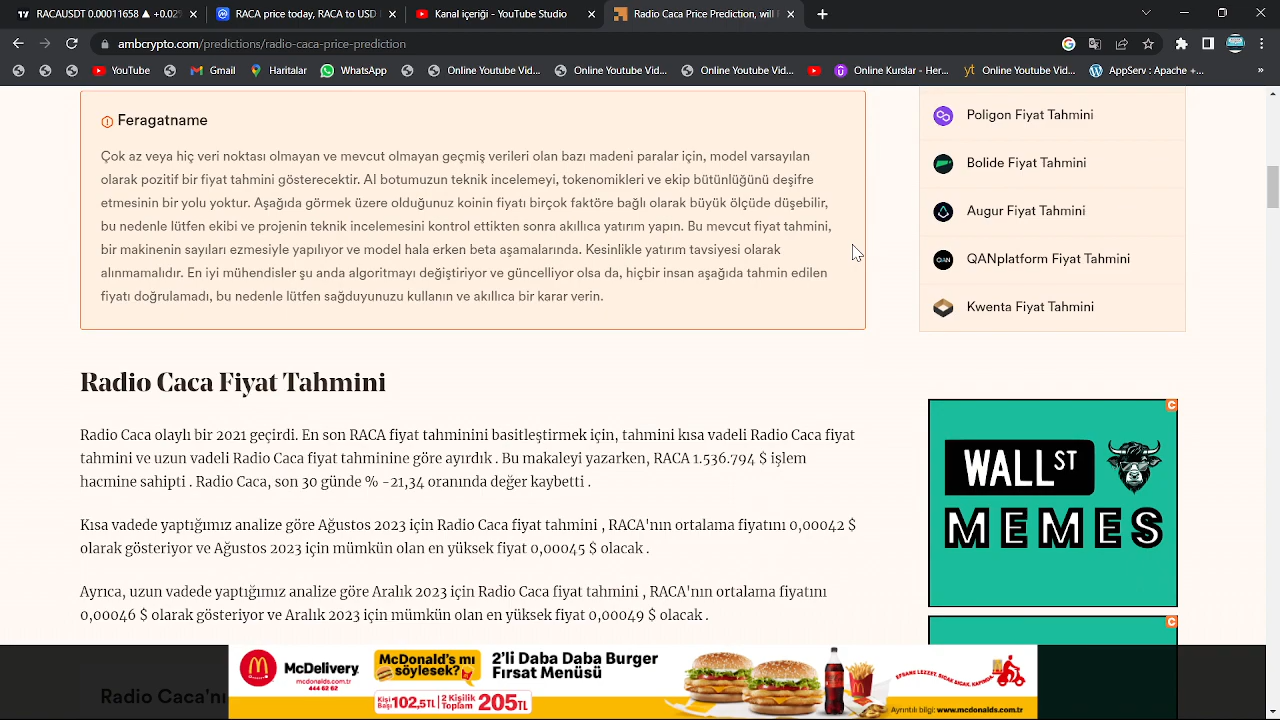 RACAUSDT 0.00011658 ▲ +0.025
RACA price today, RACA to USD
Kanal içeriği - YouTube Studio
Radio Caca Price Prediction, will
ambcrypto.com/prediction/radio-caca-price-prediction
YouTube
Gmail
Haritalar
WhatsApp
Online Youtube Vid...
Online Youtube Vipin...
Online Youtube Vid...
Online Kurslar - He...
AppServ : Apache +...
Feragatname
Çok az veya hiç veri noktası olmayan ve mevcut olmayan geçmiş verileri olan bazı madeni paralar için, model varsayılan
olarak pozitif bir fiyat tahmini gösterecektir. AI botumuzun teknik incelemeyi, tokenomikleri ve ekip bütünlüğünü deşifre
etmesinin bir yolu yoktur. Aşağıda görmek üzere olduğunuz koinin fiyatı birçok faktöre bağlı olarak büyük ölçüde düşebilir,
bu nedenle lütfen ekibi ve projenin teknik incelemesini kontrol ettikten sonra akıllıca yatırım yapın. Bu mevcut fiyat tahmini,
bir makinenin sayıları ezmesiyle yapılıyor ve model hala erken beta aşamalarında. Kesinlikle yatırım tavsiyesi olarak
alınmamalıdır. En iyi mühendisler şu anda algoritmayı değiştiriyor ve güncelliyor olsa da, hiçbir insan aşağıda tahmin edilen
fiyatı doğrulamadı, bu nedenle lütfen sağduyunuzu kullanın ve akıllıca bir karar verin.
Poligon Fiyat Tahmini
Bolide Fiyat Tahmini
Augur Fiyat Tahmini
QAN
QANplatform Fiyat Tahmini
Kwenta Fiyat Tahmini
Radio Caca Fiyat Tahmini
Radio Caca olaylı bir 2021 geçirdi. En son RACA fiyat tahminini basitleştirmek için, tahmini kısa vadeli Radio Caca fiyat
tahmini ve uzun vadeli Radio Caca fiyat tahminine göre ayırdık . Bu makaleyi yazarken, RACA 1.536.794 $ işlem
hacmine sahipti . Radio Caca, son 30 günde % -21,34 oranında değer kaybetti .
Kısa vadede yaptığımız analize göre Ağustos 2023 için Radio Caca fiyat tahmini , RACA'nın ortalama fiyatını 0,00042 $
olarak gösteriyor ve Ağustos 2023 için mümkün olan en yüksek fiyat 0,00045 $ olacak .
Ayrıca, uzun vadede yaptığımız analize göre Aralık 2023 için Radio Caca fiyat tahmini , RACA'nın ortalama fiyatını
0,00046 $ olarak gösteriyor ve Aralık 2023 için mümkün olan en yüksek fiyat 0,00049 $ olacak .
WALL ST
MEMES
Radio Caca'nı
McDelivery
mcdonalds.com.tr
444 62 62
McDonald's mı
söylesek?
Kişi Başı 102,5TL
2 Kişilik Toplam 205TL
2'li Daba Daba Burger
Fırsat Menüsü
EFSANE LEZZET. SICAK SICAK. KAPINDA.
Ayrıntılı bilgi: www.mcdonalds.com.tr